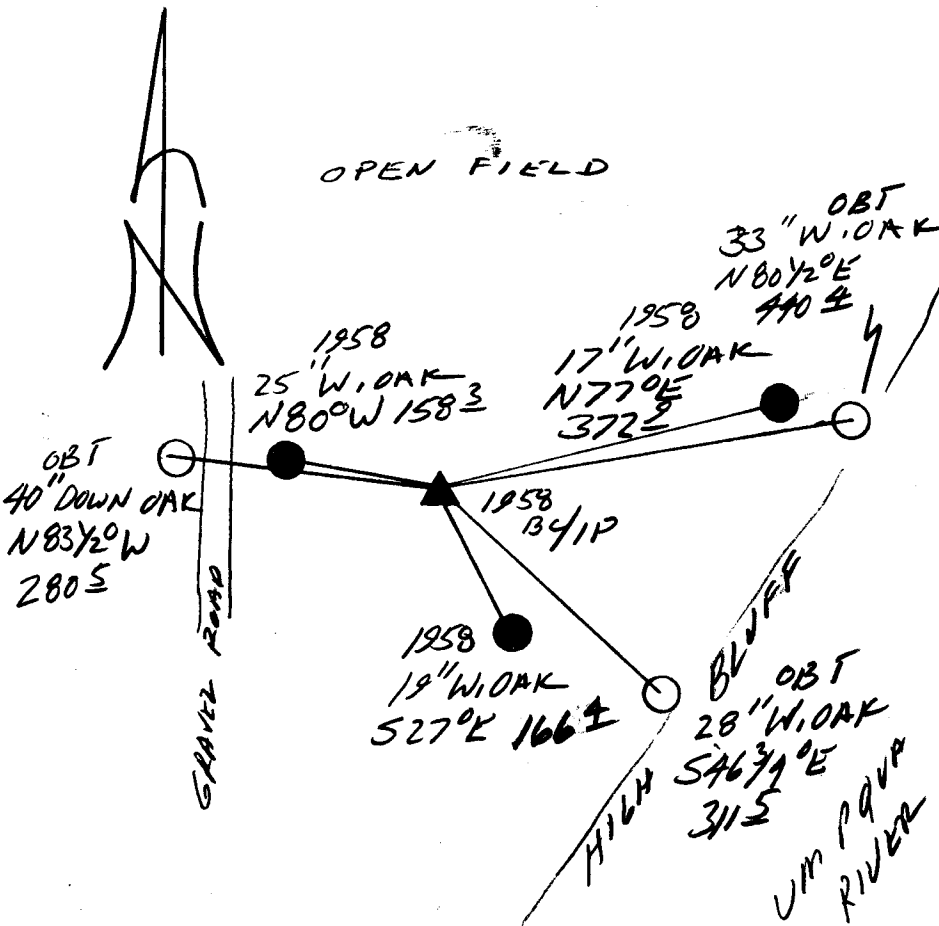 OPEN FIELD
OBT
33" W.OAK
N80½°E
440 4
1958
17" W.OAK
N77°E
372 9
1958
25" W.OAK
N80°W 158 3
OBT
40" DOWN OAK
N83½°W
280 5
GRAVEL ROAD
1958
BC/IP
1958
19" W.OAK
S27°E 166 4
HIGH BLUFF
OBT
28" W.OAK
S46¾°E
311 5
UMPQUA
RIVER